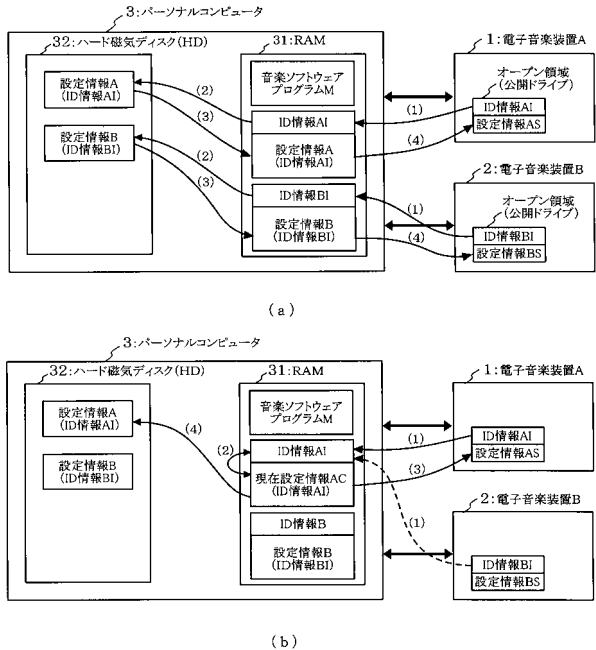 3:パーソナルコンピュータ
32:ハード磁気ディスク(HD)
31:RAM
1:電子音楽装置A
設定情報A
(ID情報AI)
設定情報B
(ID情報BI)
音楽ソフトウェア
プログラムM
ID情報AI
設定情報A
(ID情報AI)
ID情報BI
設定情報B
(ID情報BI)
オープン領域
(公開ドライブ)
ID情報AI
設定情報AS
2:電子音楽装置B
オープン領域
(公開ドライブ)
ID情報BI
設定情報BS
(2)
(3)
(2)
(3)
(1)
(4)
(1)
(4)
(a)
3:パーソナルコンピュータ
32:ハード磁気ディスク(HD)
31:RAM
1:電子音楽装置A
設定情報A
(ID情報AI)
設定情報B
(ID情報BI)
音楽ソフトウェア
プログラムM
ID情報AI
現在設定情報AC
(ID情報AI)
ID情報B
設定情報B
(ID情報BI)
ID情報AI
設定情報AS
2:電子音楽装置B
ID情報BI
設定情報BS
(4)
(2)
(1)
(3)
(1)
(b)